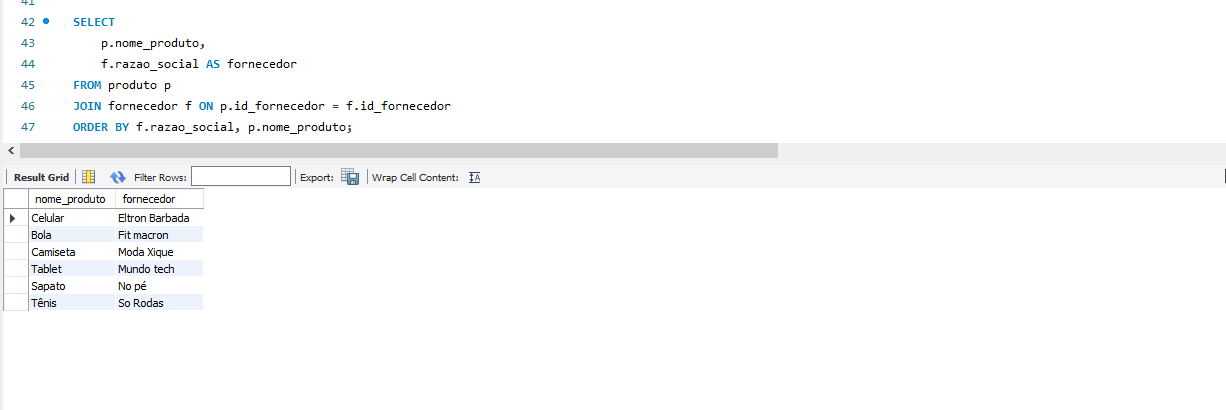 41
42 SELECT
43 p.nome_produto,
44 f.razao_social AS fornecedor
45 FROM produto p
46 JOIN fornecedor f ON p.id_fornecedor = f.id_fornecedor
47 ORDER BY f.razao_social, p.nome_produto;
Result Grid Filter Rows: Export: Wrap Cell Content:
nome_produto fornecedor
Celular Eltron Barbada
Bola Fit macron
Camiseta Moda Xique
Tablet Mundo tech
Sapato No pé
Tênis So Rodas